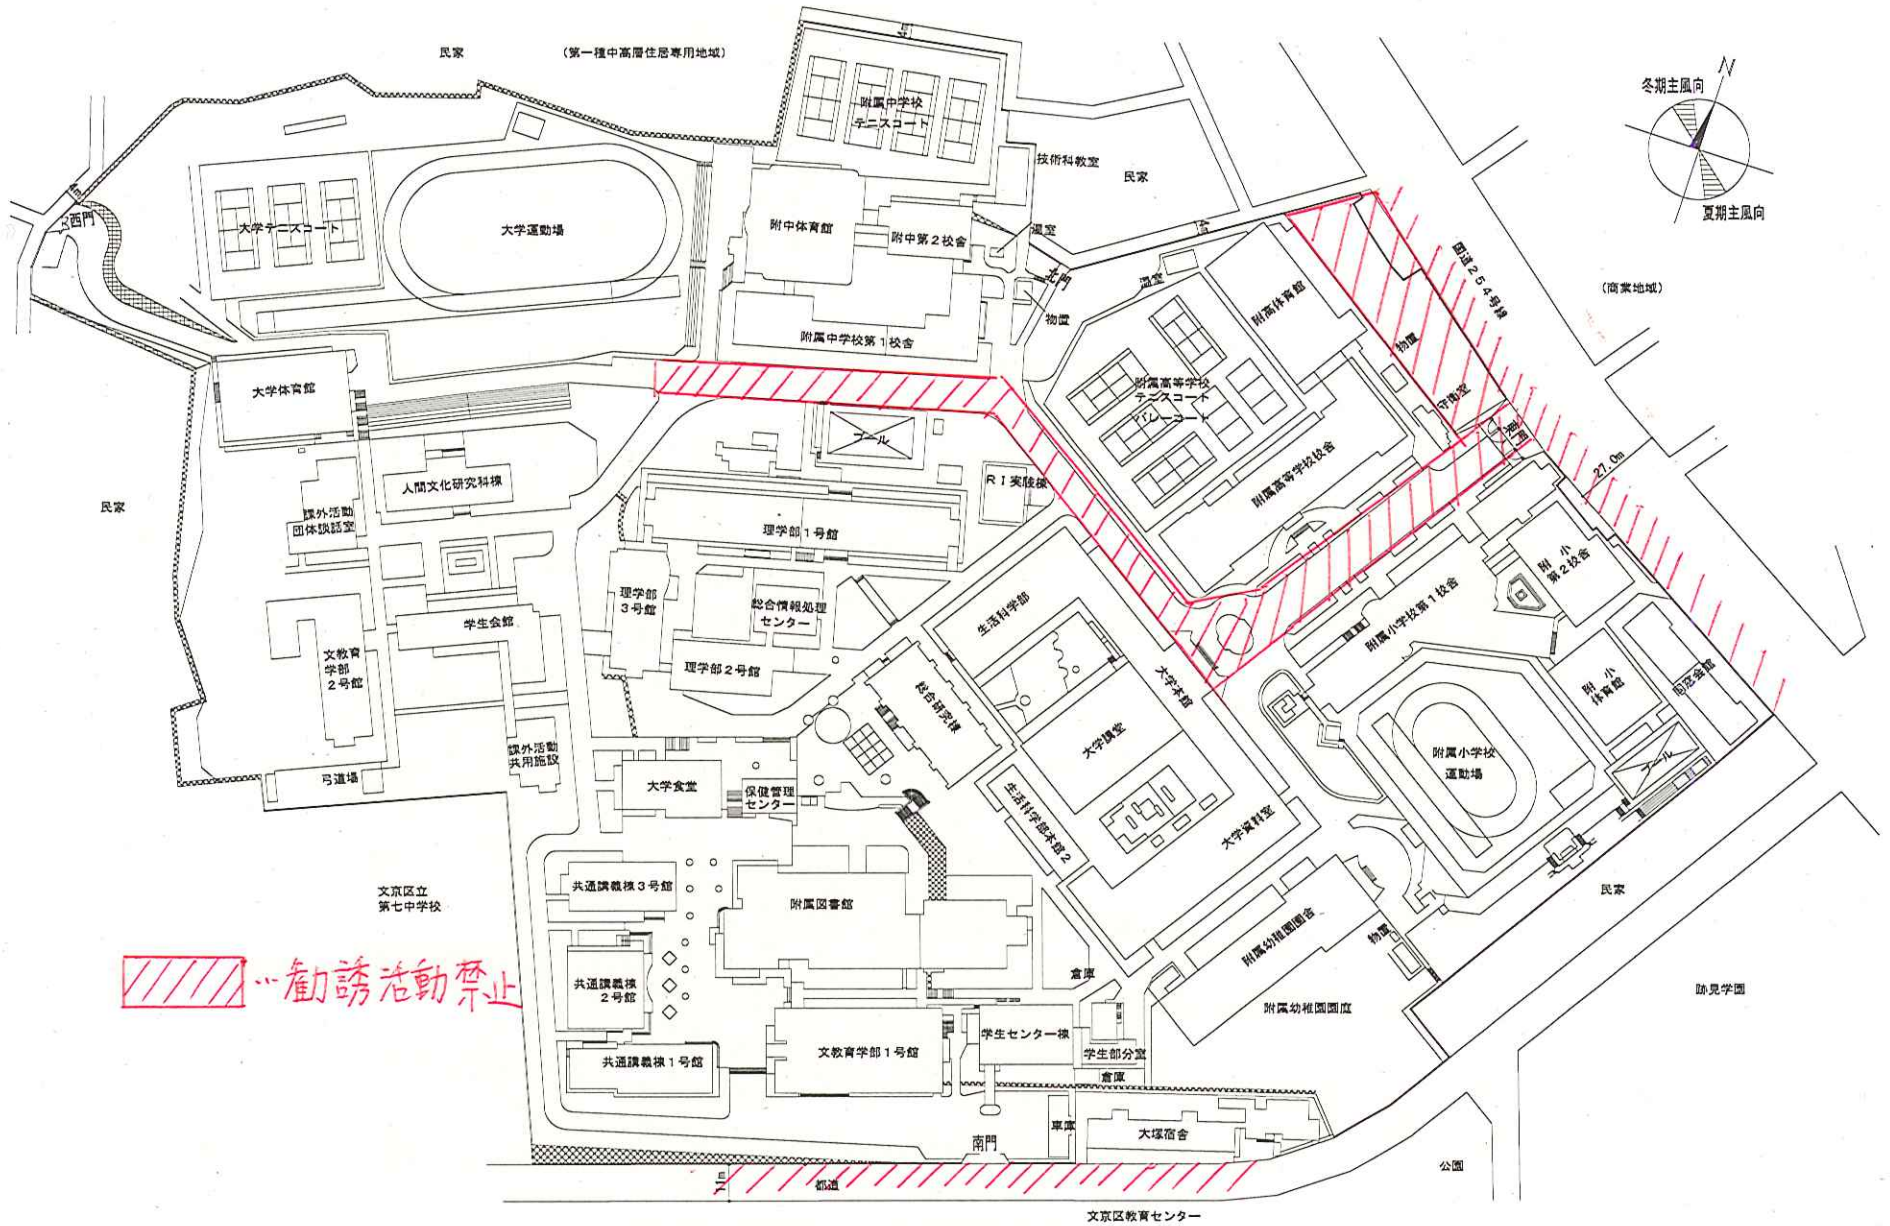 民家
(第一種中高層住居専用地域)
4m
N
冬期主風向
夏期主風向
附属中学校
テニスコート
技術科教室
民家
4m
西門
大学テニスコート
大学運動場
附中体育館
附中第2校舎
温室
北門
物置
4m
国道254号線
(商業地域)
温室
附高体育館
物置
守衛室
東門
27.0m
附属中学校第1校舎
大学体育館
附属高等学校
テニスコート
バレーコート
附属高等学校校舎
プール
人間文化研究科棟
RI実験棟
民家
課外活動
団体談話室
理学部1号館
附小
第2校舎
理学部
3号館
総合情報処理
センター
生活科学部
附属小学校第1校舎
学生会館
文教育
学部
2号館
理学部2号館
総合研究棟
大学本館
附小
体育館
同窓会館
大学講堂
附属小学校
運動場
プール
課外活動
共用施設
弓道場
大学食堂
保健管理
センター
生活科学部本館2
大学資料室
文京区立
第七中学校
共通講義棟3号館
附属図書館
民家
附属幼稚園園舎
物置
…勧誘活動禁止
共通講義棟
2号館
倉庫
跡見学園
附属幼稚園園庭
学生センター棟
文教育学部1号館
学生部分室
共通講義棟1号館
倉庫
車庫
大塚宿舎
南門
公園
11m
都道
文京区教育センター